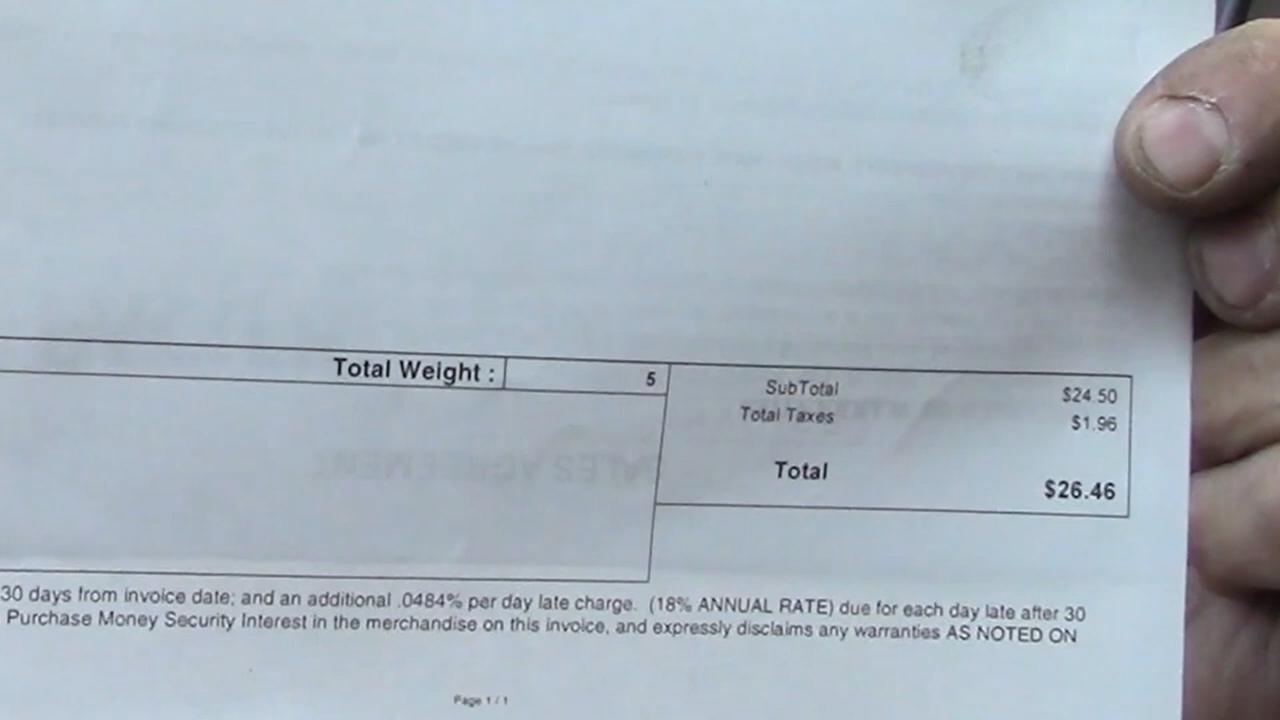 Total Weight : 5
SubTotal $24.50
Total Taxes $1.96
Total $26.46
30 days from invoice date; and an additional .0484% per day late charge. (18% ANNUAL RATE) due for each day late after 30
Purchase Money Security Interest in the merchandise on this invoice, and expressly disclaims any warranties AS NOTED ON
Page 1 / 1